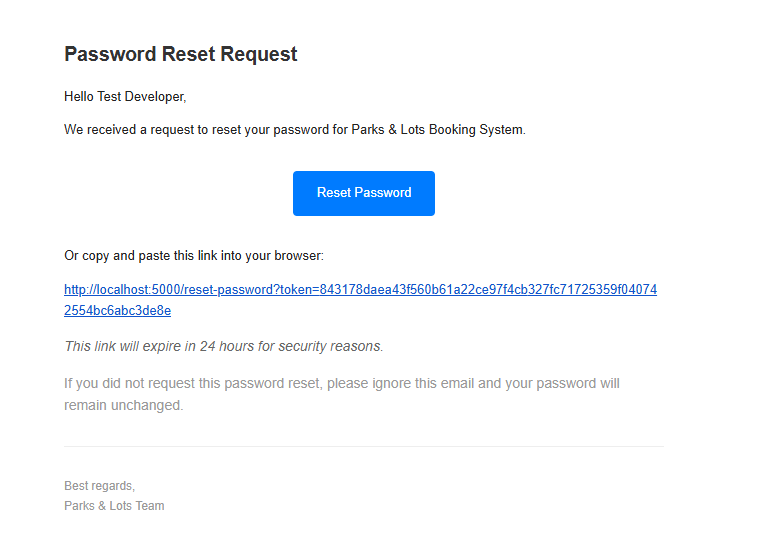 Password Reset Request
Hello Test Developer,
We received a request to reset your password for Parks & Lots Booking System.
Reset Password
Or copy and paste this link into your browser:
http://localhost:5000/reset-password?token=843178daea43f560b61a22ce97f4cb327fc71725359f04074
2554bc6abc3de8e
This link will expire in 24 hours for security reasons.
If you did not request this password reset, please ignore this email and your password will
remain unchanged.
Best regards,
Parks & Lots Team